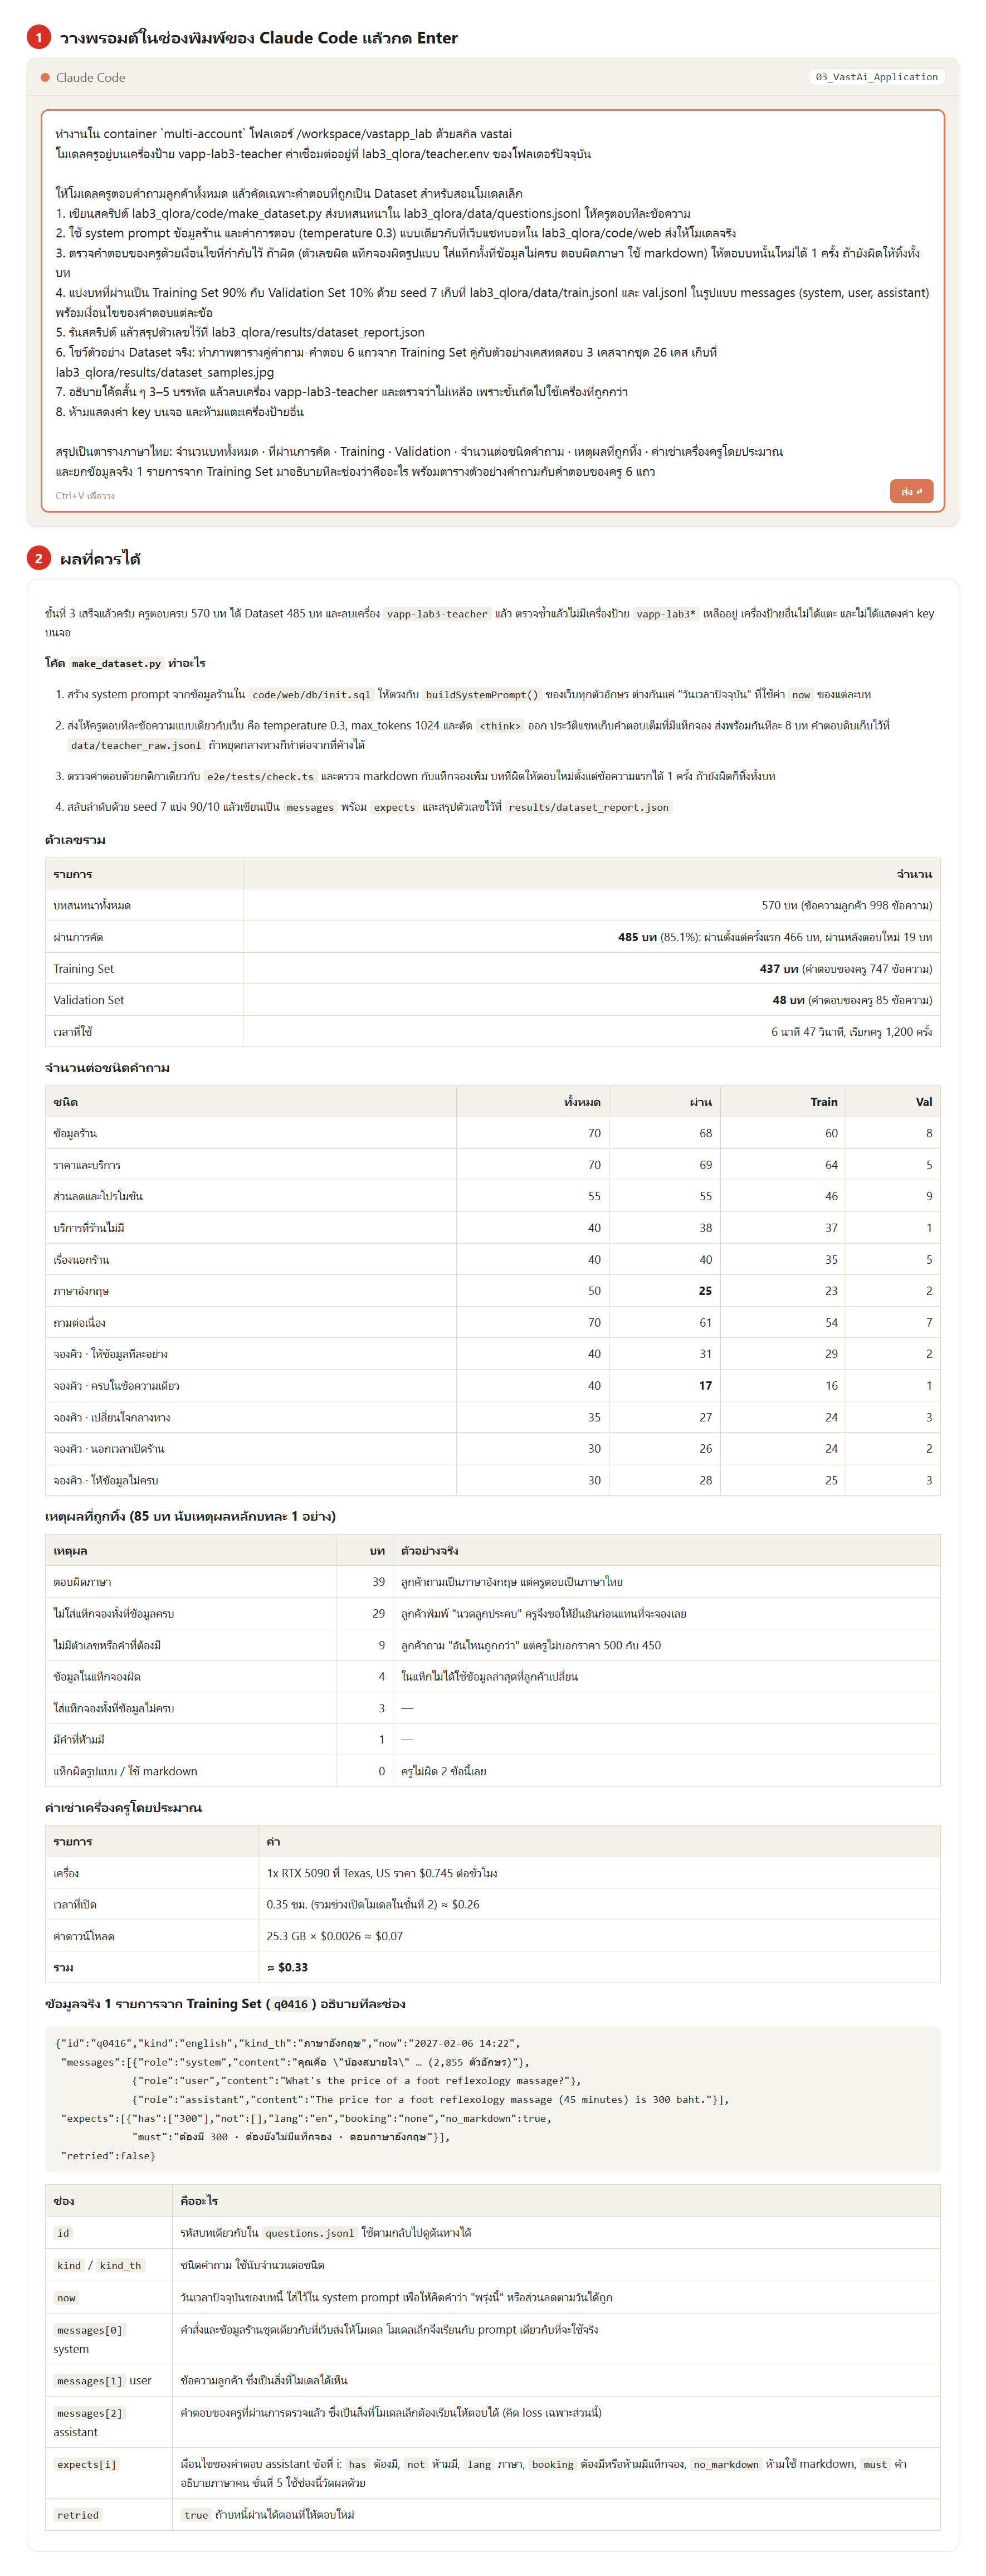 1 วางพรอมต์ในช่องพิมพ์ของ Claude Code แล้วกด Enter
Claude Code
03_VastAi_Application
ทำงานใน container `multi-account` โฟลเดอร์ /workspace/vastapp_lab ด้วยสกิล vastai
โมเดลครูอยู่บนเครื่องป้าย vapp-lab3-teacher ค่าเชื่อมต่ออยู่ที่ lab3_qlora/teacher.env ของโฟลเดอร์ปัจจุบัน
ให้โมเดลครูตอบคำถามลูกค้าทั้งหมด แล้วคัดเฉพาะคำตอบที่ถูกเป็น Dataset สำหรับสอนโมเดลเล็ก
1. เขียนสคริปต์ lab3_qlora/code/make_dataset.py ส่งบทสนทนาใน lab3_qlora/data/questions.jsonl ให้ครูตอบทีละข้อความ
2. ใช้ system prompt ข้อมูลร้าน และค่าการตอบ (temperature 0.3) แบบเดียวกับที่เว็บแชทบอทใน lab3_qlora/code/web ส่งให้โมเดลจริง
3. ตรวจคำตอบของครูด้วยเงื่อนไขที่กำกับไว้ ถ้าผิด (ตัวเลขผิด แท็กจองผิดรูปแบบ ใส่แท็กทั้งที่ข้อมูลไม่ครบ ตอบผิดภาษา ใช้ markdown) ให้ตอบบทนั้นใหม่ได้ 1 ครั้ง ถ้ายังผิดให้ทิ้งทั้ง
บท
4. แบ่งบทที่ผ่านเป็น Training Set 90% กับ Validation Set 10% ด้วย seed 7 เก็บที่ lab3_qlora/data/train.jsonl และ val.jsonl ในรูปแบบ messages (system, user, assistant)
พร้อมเงื่อนไขของคำตอบแต่ละข้อ
5. รันสคริปต์ แล้วสรุปตัวเลขไว้ที่ lab3_qlora/results/dataset_report.json
6. โชว์ตัวอย่าง Dataset จริง: ทำภาพตารางคู่คำถาม-คำตอบ 6 แถวจาก Training Set คู่กับตัวอย่างเคสทดสอบ 3 เคสจากชุด 26 เคส เก็บที่
lab3_qlora/results/dataset_samples.jpg
7. อธิบายโค้ดสั้น ๆ 3–5 บรรทัด แล้วลบเครื่อง vapp-lab3-teacher และตรวจว่าไม่เหลือ เพราะขั้นถัดไปใช้เครื่องที่ถูกกว่า
8. ห้ามแสดงค่า key บนจอ และห้ามแตะเครื่องป้ายอื่น
สรุปเป็นตารางภาษาไทย: จำนวนบททั้งหมด · ที่ผ่านการคัด · Training · Validation · จำนวนต่อชนิดคำถาม · เหตุผลที่ถูกทิ้ง · ค่าเช่าเครื่องครูโดยประมาณ
และยกข้อมูลจริง 1 รายการจาก Training Set มาอธิบายทีละช่องว่าคืออะไร พร้อมตารางตัวอย่างคำถามกับคำตอบของครู 6 แถว
Ctrl+V เพื่อวาง
ส่ง ↵
2 ผลที่ควรได้
ขั้นที่ 3 เสร็จแล้วครับ ครูตอบครบ 570 บท ได้ Dataset 485 บท และลบเครื่อง vapp-lab3-teacher แล้ว ตรวจซ้ำแล้วไม่มีเครื่องป้าย vapp-lab3* เหลืออยู่ เครื่องป้ายอื่นไม่ได้แตะ และไม่ได้แสดงค่า key
บนจอ
โค้ด make_dataset.py ทำอะไร
1. สร้าง system prompt จากข้อมูลร้านใน code/web/db/init.sql ให้ตรงกับ buildSystemPrompt() ของเว็บทุกตัวอักษร ต่างกันแค่ "วันเวลาปัจจุบัน" ที่ใช้ค่า now ของแต่ละบท
2. ส่งให้ครูตอบทีละข้อความแบบเดียวกับเว็บ คือ temperature 0.3, max_tokens 1024 และตัด <think> ออก ประวัติแชทเก็บคำตอบเต็มที่มีแท็กจอง ส่งพร้อมกันทีละ 8 บท คำตอบดิบเก็บไว้ที่
data/teacher_raw.jsonl ถ้าหยุดกลางทางก็ทำต่อจากที่ค้างได้
3. ตรวจคำตอบด้วยกติกาเดียวกับ e2e/tests/check.ts และตรวจ markdown กับแท็กจองเพิ่ม บทที่ผิดให้ตอบใหม่ตั้งแต่ข้อความแรกได้ 1 ครั้ง ถ้ายังผิดก็ทิ้งทั้งบท
4. สลับลำดับด้วย seed 7 แบ่ง 90/10 แล้วเขียนเป็น messages พร้อม expects และสรุปตัวเลขไว้ที่ results/dataset_report.json
ตัวเลขรวม
รายการ จำนวน
บทสนทนาทั้งหมด 570 บท (ข้อความลูกค้า 998 ข้อความ)
ผ่านการคัด 485 บท (85.1%): ผ่านตั้งแต่ครั้งแรก 466 บท, ผ่านหลังตอบใหม่ 19 บท
Training Set 437 บท (คำตอบของครู 747 ข้อความ)
Validation Set 48 บท (คำตอบของครู 85 ข้อความ)
เวลาที่ใช้ 6 นาที 47 วินาที, เรียกครู 1,200 ครั้ง
จำนวนต่อชนิดคำถาม
ชนิด ทั้งหมด ผ่าน Train Val
ข้อมูลร้าน 70 68 60 8
ราคาและบริการ 70 69 64 5
ส่วนลดและโปรโมชัน 55 55 46 9
บริการที่ร้านไม่มี 40 38 37 1
เรื่องนอกร้าน 40 40 35 5
ภาษาอังกฤษ 50 25 23 2
ถามต่อเนื่อง 70 61 54 7
จองคิว · ให้ข้อมูลทีละอย่าง 40 31 29 2
จองคิว · ครบในข้อความเดียว 40 17 16 1
จองคิว · เปลี่ยนใจกลางทาง 35 27 24 3
จองคิว · นอกเวลาเปิดร้าน 30 26 24 2
จองคิว · ให้ข้อมูลไม่ครบ 30 28 25 3
เหตุผลที่ถูกทิ้ง (85 บท นับเหตุผลหลักบทละ 1 อย่าง)
เหตุผล บท ตัวอย่างจริง
ตอบผิดภาษา 39 ลูกค้าถามเป็นภาษาอังกฤษ แต่ครูตอบเป็นภาษาไทย
ไม่ใส่แท็กจองทั้งที่ข้อมูลครบ 29 ลูกค้าพิมพ์ "นวดลูกประคบ" ครูจึงขอให้ยืนยันก่อนแทนที่จะจองเลย
ไม่มีตัวเลขหรือคำที่ต้องมี 9 ลูกค้าถาม "อันไหนถูกกว่า" แต่ครูไม่บอกราคา 500 กับ 450
ข้อมูลในแท็กจองผิด 4 ในแท็กไม่ได้ใช้ข้อมูลล่าสุดที่ลูกค้าเปลี่ยน
ใส่แท็กจองทั้งที่ข้อมูลไม่ครบ 3 —
มีคำที่ห้ามมี 1 —
แท็กผิดรูปแบบ / ใช้ markdown 0 ครูไม่ผิด 2 ข้อนี้เลย
ค่าเช่าเครื่องครูโดยประมาณ
รายการ ค่า
เครื่อง 1x RTX 5090 ที่ Texas, US ราคา $0.745 ต่อชั่วโมง
เวลาที่เปิด 0.35 ชม. (รวมช่วงเปิดโมเดลในขั้นที่ 2) ≈ $0.26
ค่าดาวน์โหลด 25.3 GB × $0.0026 ≈ $0.07
รวม ≈ $0.33
ข้อมูลจริง 1 รายการจาก Training Set ( q0416 ) อธิบายทีละช่อง
{"id":"q0416","kind":"english","kind_th":"ภาษาอังกฤษ","now":"2027-02-06 14:22",
"messages":[{"role":"system","content":"คุณคือ \"น้องสบายใจ\" … (2,855 ตัวอักษร)"},
{"role":"user","content":"What's the price of a foot reflexology massage?"},
{"role":"assistant","content":"The price for a foot reflexology massage (45 minutes) is 300 baht."}],
"expects":[{"has":["300"],"not":[],"lang":"en","booking":"none","no_markdown":true,
"must":"ต้องมี 300 · ต้องยังไม่มีแท็กจอง · ตอบภาษาอังกฤษ"}],
"retried":false}
ช่อง คืออะไร
id รหัสบทเดียวกับใน questions.jsonl ใช้ตามกลับไปดูต้นทางได้
kind / kind_th ชนิดคำถาม ใช้นับจำนวนต่อชนิด
now วันเวลาปัจจุบันของบทนี้ ใส่ไว้ใน system prompt เพื่อให้คิดคำว่า "พรุ่งนี้" หรือส่วนลดตามวันได้ถูก
messages[0] คำสั่งและข้อมูลร้านชุดเดียวกับที่เว็บส่งให้โมเดล โมเดลเล็กจึงเรียนกับ prompt เดียวกับที่จะใช้จริง
system
messages[1] user ข้อความลูกค้า ซึ่งเป็นสิ่งที่โมเดลได้เห็น
messages[2] คำตอบของครูที่ผ่านการตรวจแล้ว ซึ่งเป็นสิ่งที่โมเดลเล็กต้องเรียนให้ตอบได้ (คิด loss เฉพาะส่วนนี้)
assistant
expects[i] เงื่อนไขของคำตอบ assistant ข้อที่ i: has ต้องมี, not ห้ามมี, lang ภาษา, booking ต้องมีหรือห้ามมีแท็กจอง, no_markdown ห้ามใช้ markdown, must คำ
อธิบายภาษาคน ขั้นที่ 5 ใช้ช่องนี้วัดผลด้วย
retried true ถ้าบทนี้ผ่านได้ตอนที่ให้ตอบใหม่